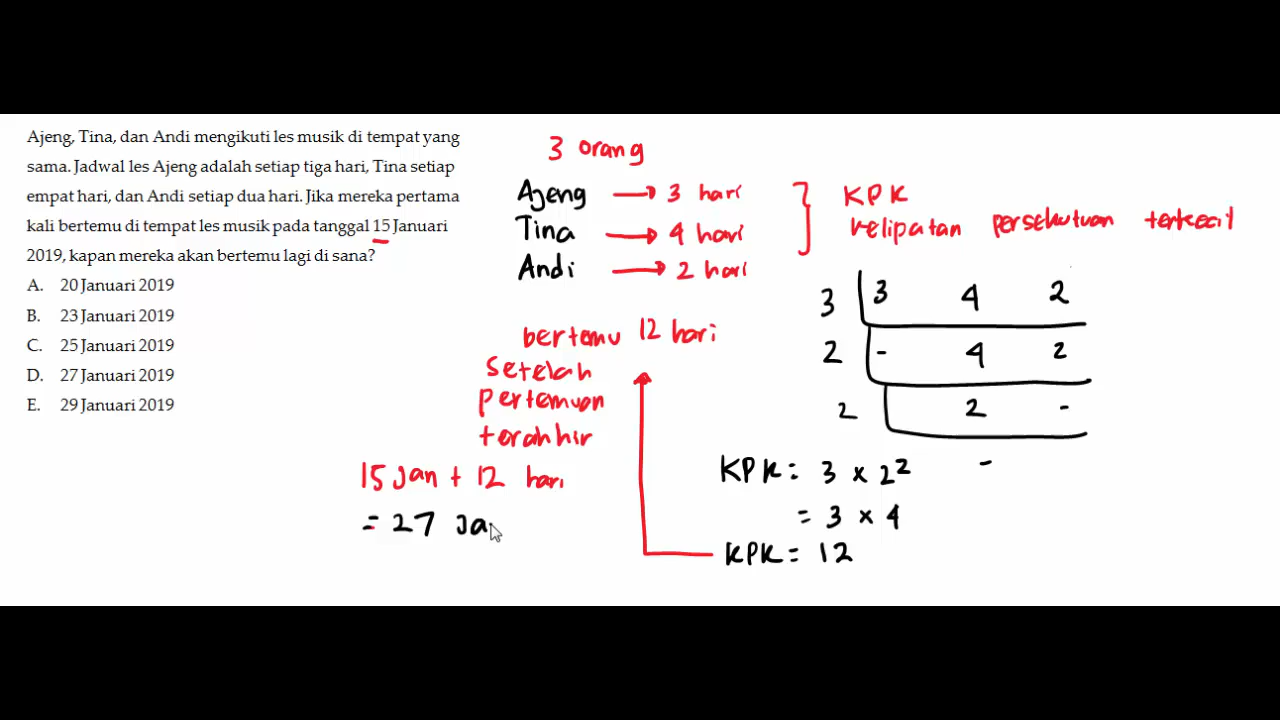 Ajeng, Tina, dan Andi mengikuti les musik di tempat yang
sama. Jadwal les Ajeng adalah setiap tiga hari, Tina setiap
empat hari, dan Andi setiap dua hari. Jika mereka pertama
kali bertemu di tempat les musik pada tanggal 15 Januari
2019, kapan mereka akan bertemu lagi di sana?
A. 20 Januari 2019
B. 23 Januari 2019
C. 25 Januari 2019
D. 27 Januari 2019
E. 29 Januari 2019
3 orang
Ajeng → 3 hari
Tina → 4 hari
Andi → 2 hari
KPK
kelipatan persekutuan terkecil
3 3 4 2
2 - 4 2
2 2 -
-
KPK = 3 x 2²
= 3 x 4
KPK = 12
bertemu 12 hari
setelah
pertemuan
terakhir
15 Jan + 12 hari
= 27 Ja